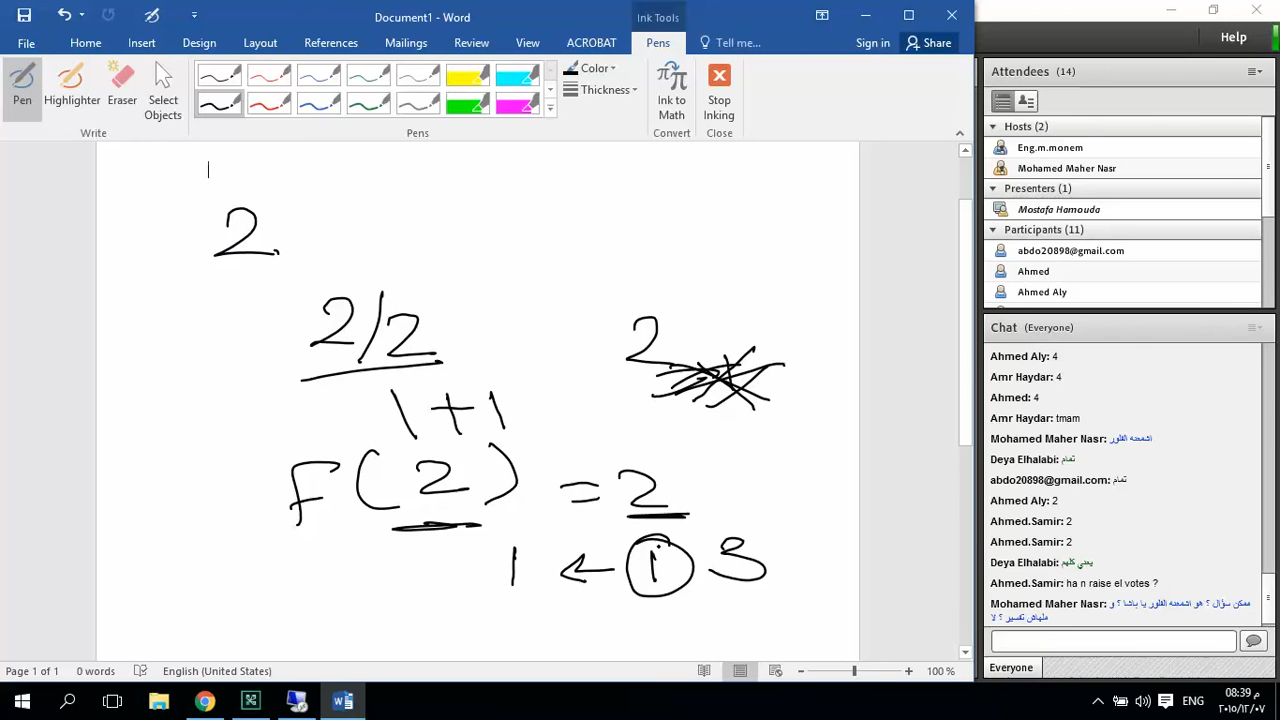 Document1 - Word
Ink Tools
File
Home
Insert
Design
Layout
References
Mailings
Review
View
ACROBAT
Pens
Tell me...
Sign in
Share
Pen
Highlighter
Eraser
Select Objects
Write
Pens
Color
Thickness
Ink to Math
Convert
Stop Inking
Close
2
2/2
2
1+1
F(2) = 2
1 ← 1 3
Page 1 of 1
0 words
English (United States)
100 %
Help
Attendees (14)
Hosts (2)
Eng.m.monem
Mohamed Maher Nasr
Presenters (1)
Mostafa Hamouda
Participants (11)
abdo20898@gmail.com
Ahmed
Ahmed Aly
Chat (Everyone)
Ahmed Aly: 4
Amr Haydar: 4
Ahmed: 4
Amr Haydar: tmam
Mohamed Maher Nasr: اشمعنه الفلور
Deya Elhalabi: تمام
abdo20898@gmail.com: تمام
Ahmed Aly: 2
Ahmed.Samir: 2
Ahmed.Samir: 2
Deya Elhalabi: يعني كلهم
Ahmed.Samir: ha n raise el votes ?
Mohamed Maher Nasr: ممكن سؤال ؟ هو اشمعنه الفلور يا باشا ؟ و
ملهاش تفسير ؟ لا
Everyone
ENG
08:39 م
٢٠١٥/١٢/٠٧